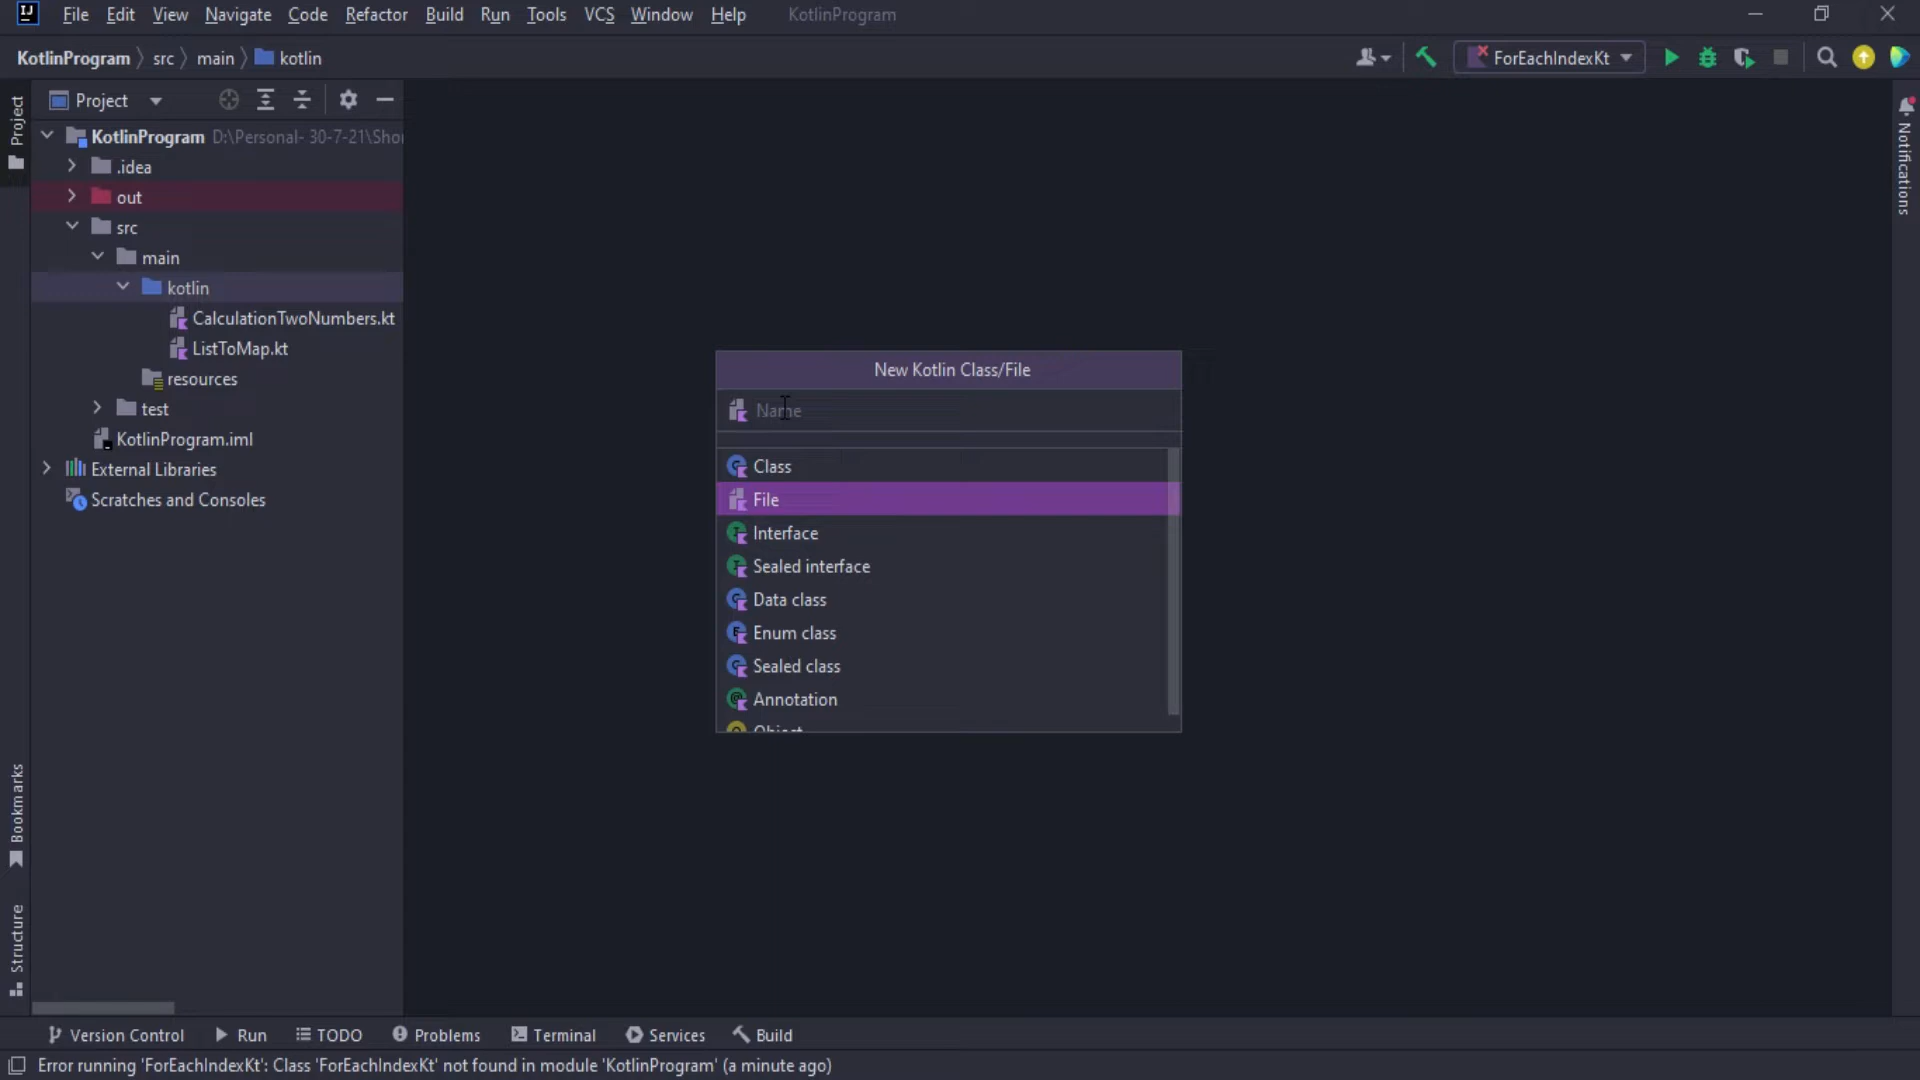 IJ File Edit View Navigate Code Refactor Build Run Tools VCS Window Help KotlinProgram
KotlinProgram src main kotlin
ForEachIndexKt
Project
Project
KotlinProgram D:\Personal- 30-7-21\Shor
.idea
out
src
main
kotlin
CalculationTwoNumbers.kt
ListToMap.kt
resources
test
KotlinProgram.iml
External Libraries
Scratches and Consoles
New Kotlin Class/File
Name
Class
File
Interface
Sealed interface
Data class
Enum class
Sealed class
Annotation
Object
Notifications
Bookmarks
Structure
Version Control Run TODO Problems Terminal Services Build
Error running 'ForEachIndexKt': Class 'ForEachIndexKt' not found in module 'KotlinProgram' (a minute ago)